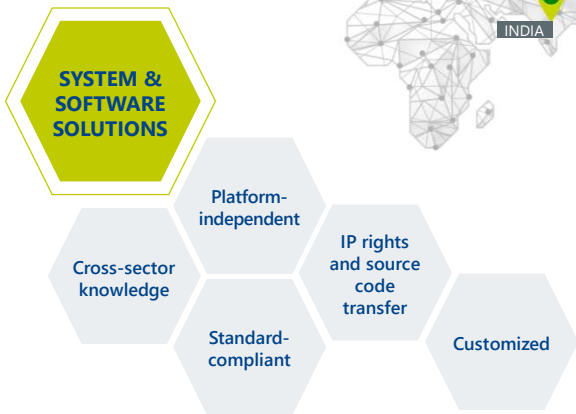 INDIA
SYSTEM &
SOFTWARE
SOLUTIONS
Platform-
independent
Cross-sector
knowledge
IP rights
and source
code
transfer
Standard-
compliant
Customized